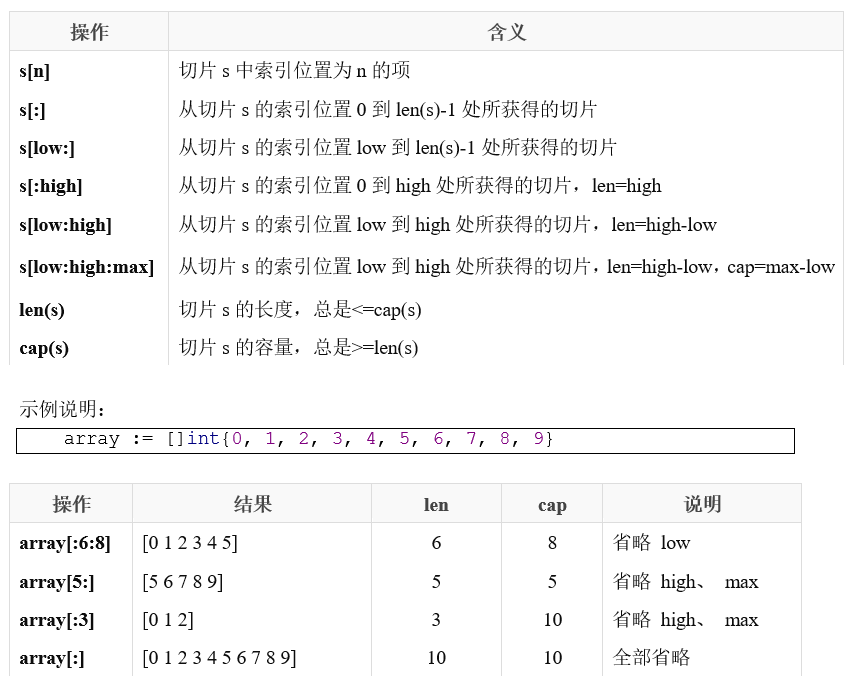 操作 含义
s[n] 切片 s 中索引位置为 n 的项
s[:] 从切片 s 的索引位置 0 到 len(s)-1 处所获得的切片
s[low:] 从切片 s 的索引位置 low 到 len(s)-1 处所获得的切片
s[:high] 从切片 s 的索引位置 0 到 high 处所获得的切片，len=high
s[low:high] 从切片 s 的索引位置 low 到 high 处所获得的切片，len=high-low
s[low:high:max] 从切片 s 的索引位置 low 到 high 处所获得的切片，len=high-low，cap=max-low
len(s) 切片 s 的长度，总是<=cap(s)
cap(s) 切片 s 的容量，总是>=len(s)
示例说明：
array := []int{0, 1, 2, 3, 4, 5, 6, 7, 8, 9}
操作 结果 len cap 说明
array[:6:8] [0 1 2 3 4 5] 6 8 省略 low
array[5:] [5 6 7 8 9] 5 5 省略 high、 max
array[:3] [0 1 2] 3 10 省略 high、 max
array[:] [0 1 2 3 4 5 6 7 8 9] 10 10 全部省略